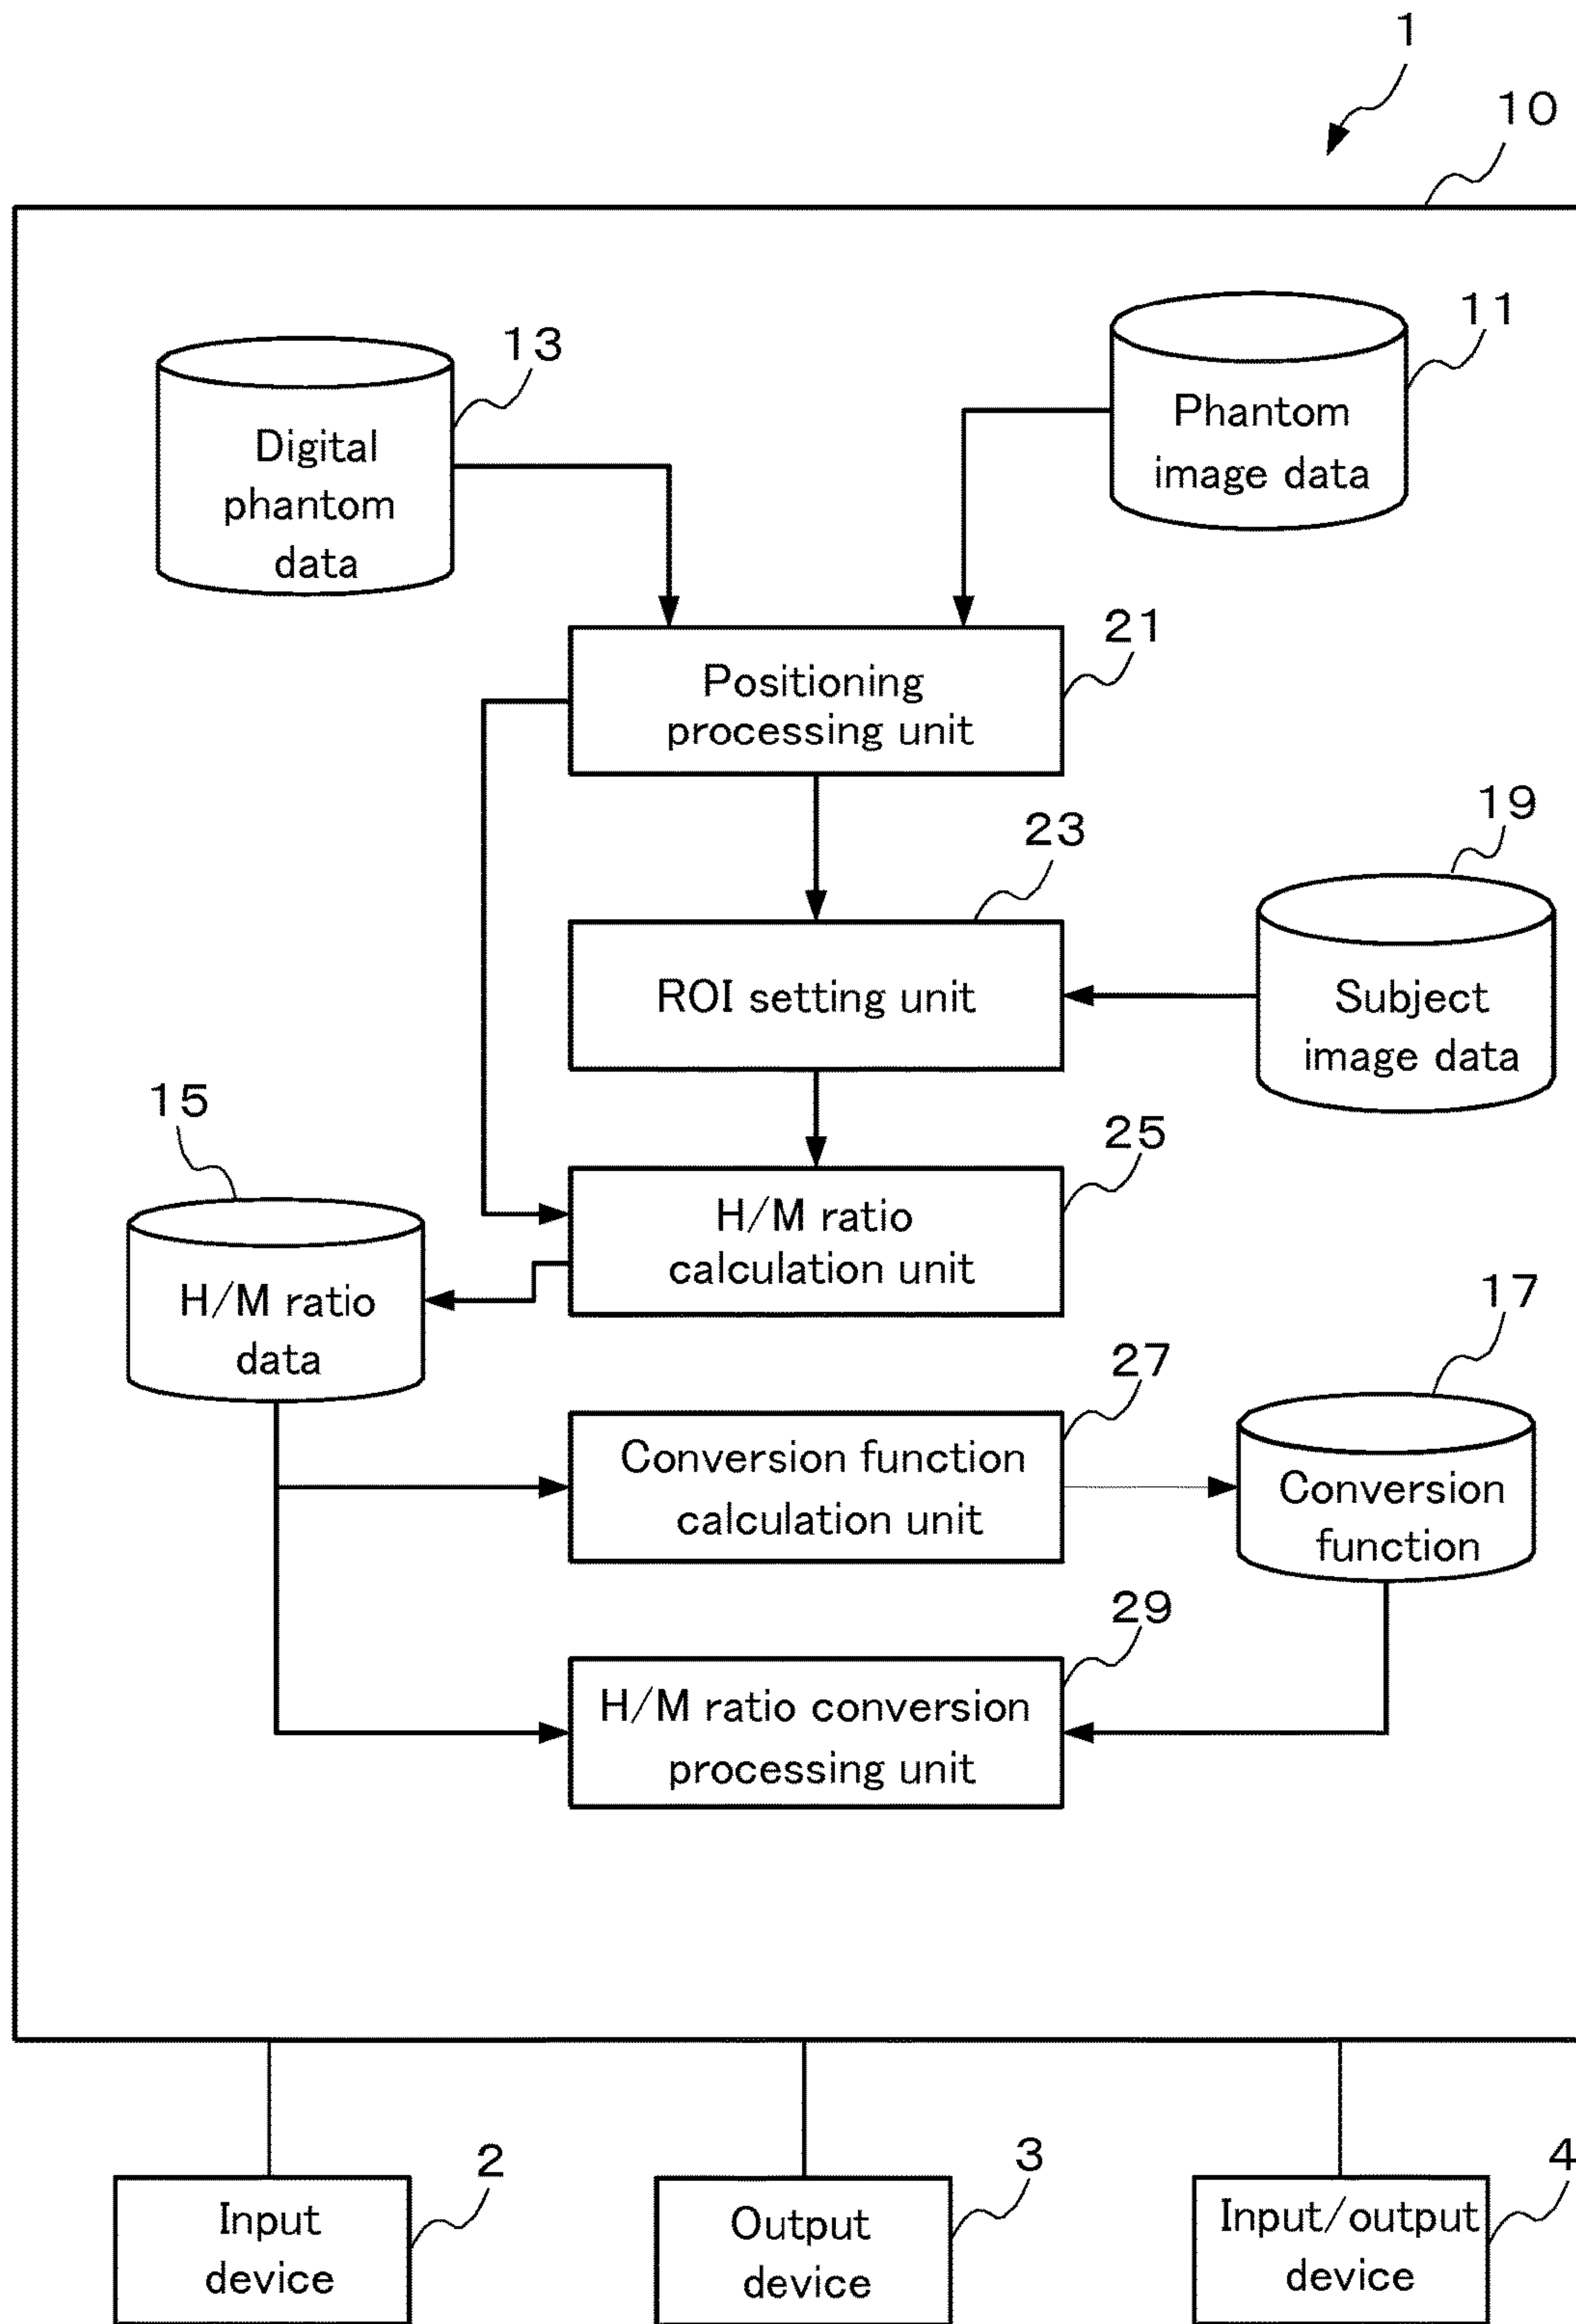 1
10
13
11
Digital
phantom
data
Phantom
image data
21
Positioning
processing unit
23
19
ROI setting unit
Subject
image data
15
25
H/M ratio
calculation unit
H/M ratio
data
27
17
Conversion function
calculation unit
Conversion
function
29
H/M ratio conversion
processing unit
2
3
4
Input
device
Output
device
Input/output
device